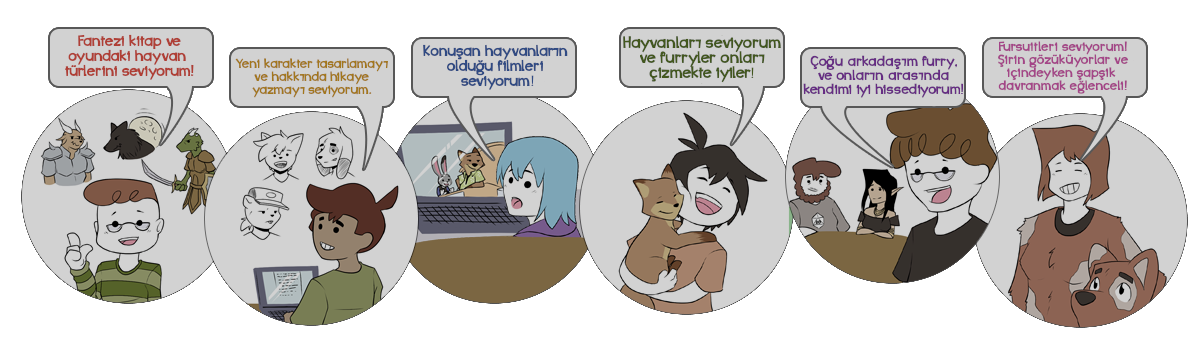 Fantezi kitap ve
oyundaki hayvan
türlerini seviyorum!
Yeni karakter tasarlamayı
ve hakkında hikaye
yazmayı seviyorum.
Konuşan hayvanların
olduğu filmleri
seviyorum!
Hayvanları seviyorum
ve furryler onları
çizmekte iyiler!
Çoğu arkadaşım furry,
ve onların arasında
kendimi iyi hissediyorum!
Fursuitleri seviyorum!
Şirin gözüküyorlar ve
içindeyken şapşik
davranmak eğlenceli!